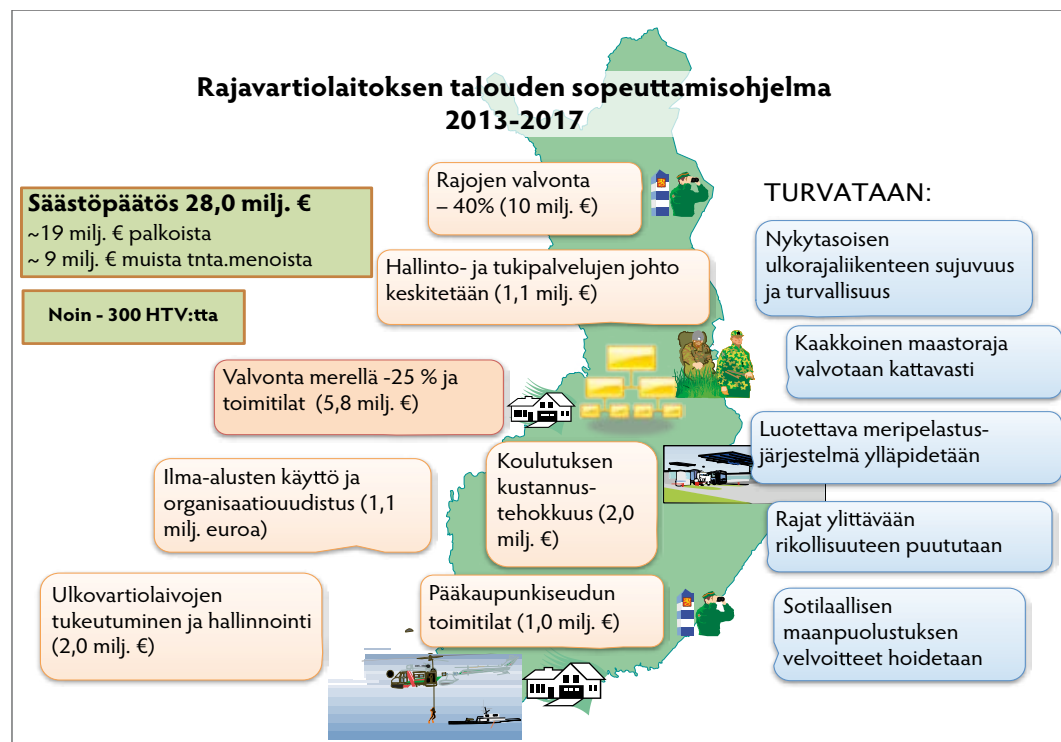 Rajavartiolaitoksen talouden sopeuttamisohjelma
2013-2017
Säästöpäätös 28,0 milj. €
~19 milj. € palkoista
~ 9 milj. € muista tnta.menoista
Noin - 300 HTV:tta
Rajojen valvonta
– 40% (10 milj. €)
Hallinto- ja tukipalvelujen johto
keskitetään (1,1 milj. €)
Valvonta merellä -25 % ja
toimitilat (5,8 milj. €)
Ilma-alusten käyttö ja
organisaatiouudistus (1,1
milj. euroa)
Koulutuksen
kustannus-
tehokkuus (2,0
milj. €)
Ulkovartiolaivojen
tukeutuminen ja hallinnointi
(2,0 milj. €)
Pääkaupunkiseudun
toimitilat (1,0 milj. €)
TURVATAAN:
Nykytasoisen
ulkorajaliikenteen sujuvuus
ja turvallisuus
Kaakkoinen maastoraja
valvotaan kattavasti
Luotettava meripelastus-
järjestelmä ylläpidetään
Rajat ylittävään
rikollisuuteen puututaan
Sotilaallisen
maanpuolustuksen
velvoitteet hoidetaan